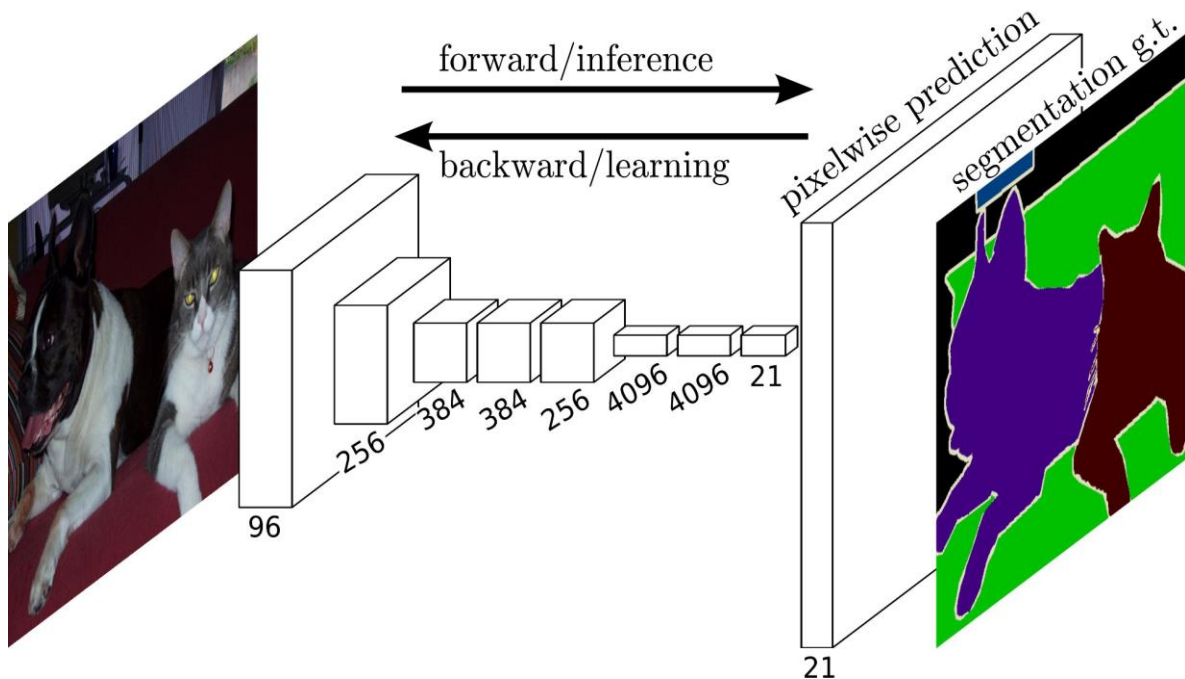 forward/inference
backward/learning
pixelwise prediction
segmentation g.t.
96
256
384
384
256
4096
4096
21
21